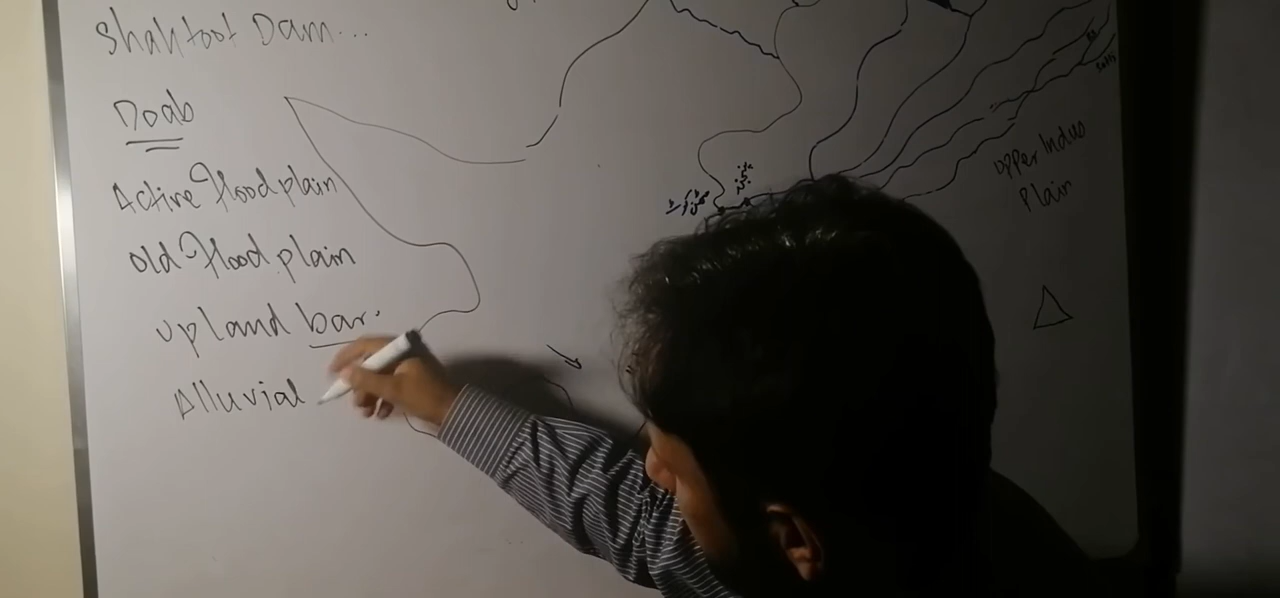 Shahtoot Dam...
Doab
Active flood plain
Old flood plain
upland bar.
Alluvial
upper Indus
Plain